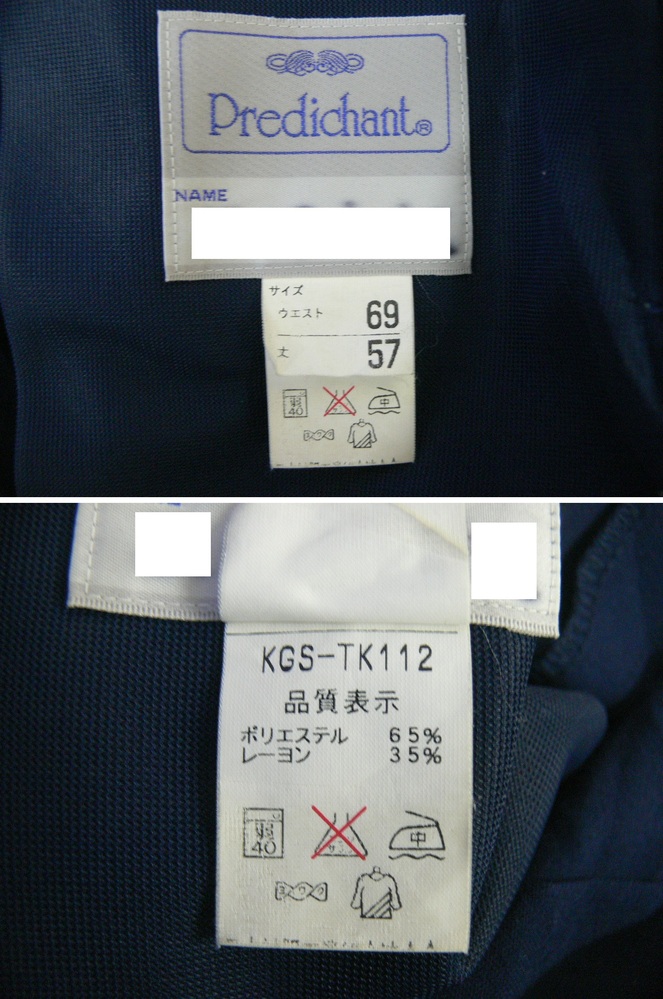 Predichant®
NAME
サイズ
ウエスト 69
丈 57
弱
40
中
KGS-TK112
品質表示
ポリエステル 65%
レーヨン 35%
弱
40
中